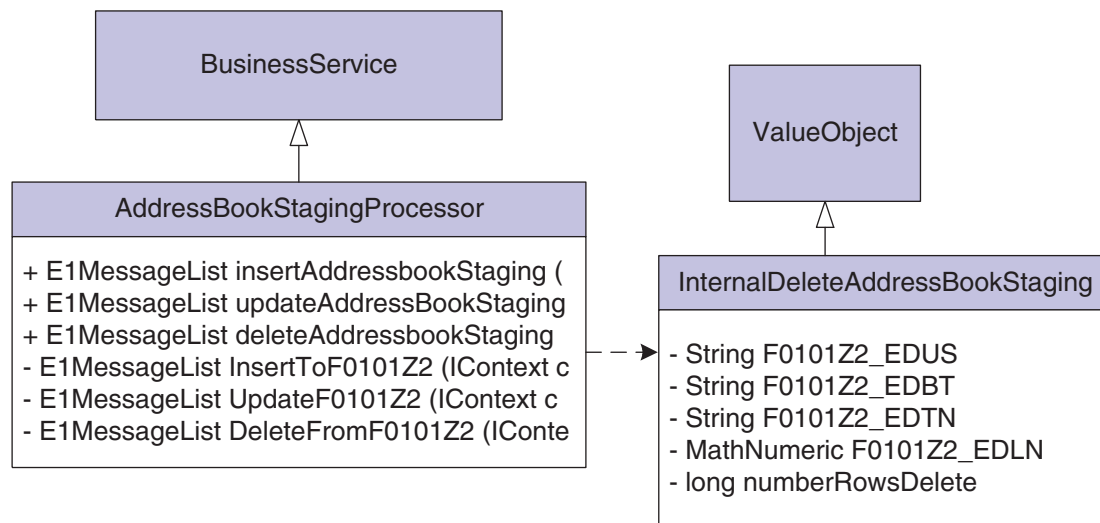 BusinessService
ValueObject
AddressBookStagingProcessor
+ E1MessageList insertAddressbookStaging (
+ E1MessageList updateAddressBookStaging
+ E1MessageList deleteAddressbookStaging
- E1MessageList InsertToF0101Z2 (IContext c
- E1MessageList UpdateF0101Z2 (IContext c
- E1MessageList DeleteFromF0101Z2 (IConte
InternalDeleteAddressBookStaging
- String F0101Z2_EDUS
- String F0101Z2_EDBT
- String F0101Z2_EDTN
- MathNumeric F0101Z2_EDLN
- long numberRowsDelete